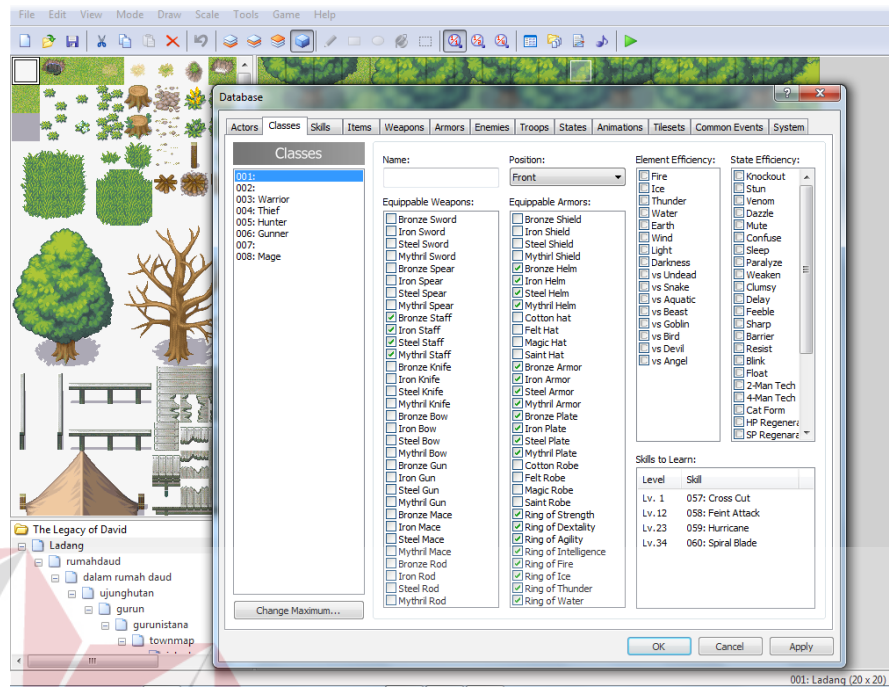 File Edit View Mode Draw Scale Tools Game Help
Database
Actors Classes Skills Items Weapons Armors Enemies Troops States Animations Tilesets Common Events System
Classes
001:
002:
003: Warrior
004: Thief
005: Hunter
006: Gunner
007:
008: Mage
Change Maximum...
Name:
Position:
Front
Equippable Weapons:
Bronze Sword
Iron Sword
Steel Sword
Mythril Sword
Bronze Spear
Iron Spear
Steel Spear
Mythril Spear
Bronze Staff
Iron Staff
Steel Staff
Mythril Staff
Bronze Knife
Iron Knife
Steel Knife
Mythril Knife
Bronze Bow
Iron Bow
Steel Bow
Mythril Bow
Bronze Gun
Iron Gun
Steel Gun
Mythril Gun
Bronze Mace
Iron Mace
Steel Mace
Mythril Mace
Bronze Rod
Iron Rod
Steel Rod
Mythril Rod
Equippable Armors:
Bronze Shield
Iron Shield
Steel Shield
Mythirl Shield
Bronze Helm
Iron Helm
Steel Helm
Mythril Helm
Cotton hat
Felt Hat
Magic Hat
Saint Hat
Bronze Armor
Iron Armor
Steel Armor
Mythril Armor
Bronze Plate
Iron Plate
Steel Plate
Mythril Plate
Cotton Robe
Felt Robe
Magic Robe
Saint Robe
Ring of Strength
Ring of Dextality
Ring of Agility
Ring of Intelligence
Ring of Fire
Ring of Ice
Ring of Thunder
Ring of Water
Element Efficiency:
Fire
Ice
Thunder
Water
Earth
Wind
Light
Darkness
vs Undead
vs Snake
vs Aquatic
vs Beast
vs Goblin
vs Bird
vs Devil
vs Angel
State Efficiency:
Knockout
Stun
Venom
Dazzle
Mute
Confuse
Sleep
Paralyze
Weaken
Clumsy
Delay
Feeble
Sharp
Barrier
Resist
Blink
Float
2-Man Tech
4-Man Tech
Cat Form
HP Regenera
SP Regenara
Skills to Learn:
Level Skill
Lv. 1 057: Cross Cut
Lv.12 058: Feint Attack
Lv.23 059: Hurricane
Lv.34 060: Spiral Blade
OK Cancel Apply
The Legacy of David
Ladang
rumahdaud
dalam rumah daud
ujunghutan
gurun
gurunistana
townmap
001: Ladang (20 x 20)